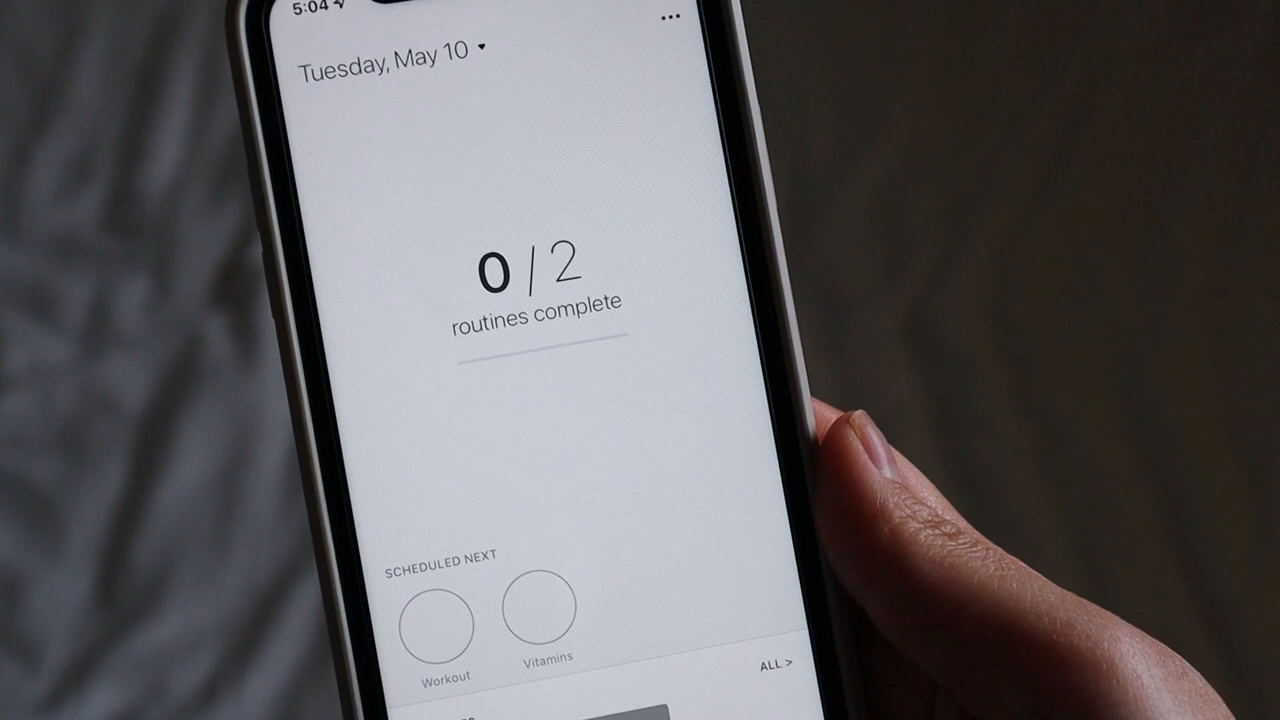 5:04
Tuesday, May 10
0/2
routines complete
SCHEDULED NEXT
Workout
Vitamins
ALL >